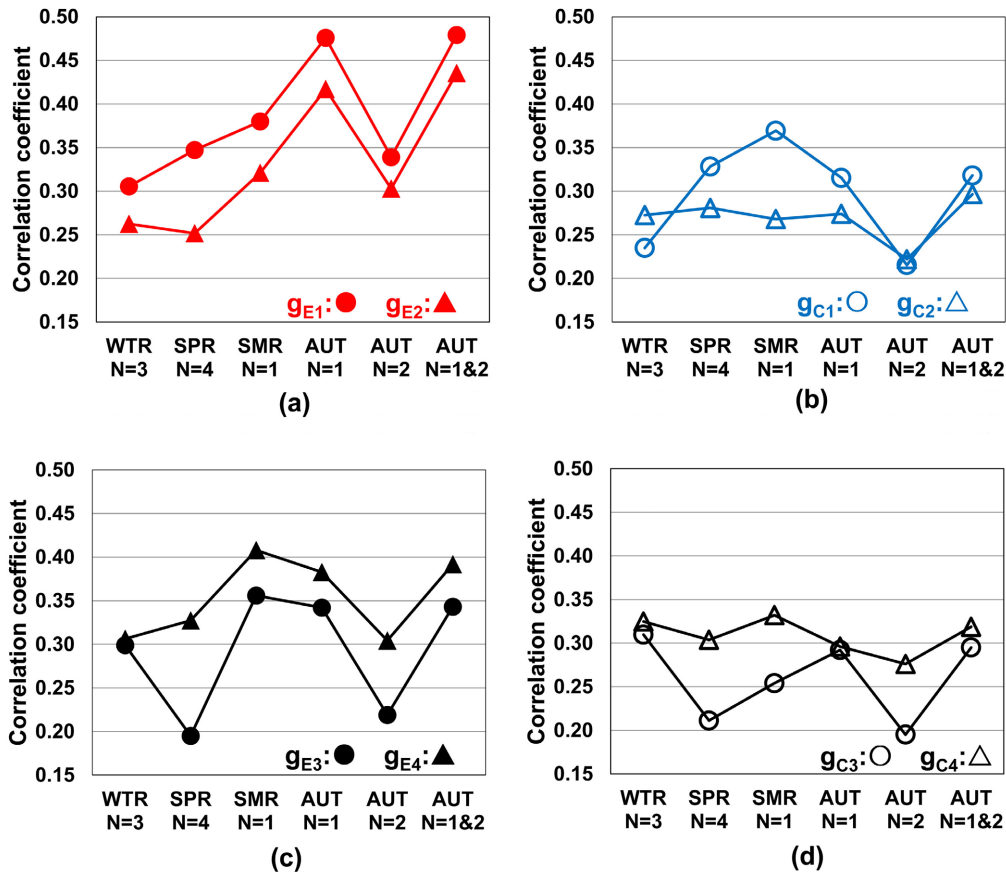 Correlation coefficient
0.50
0.45
0.40
0.35
0.30
0.25
0.20
0.15
gE1: gE2:
WTR SPR SMR AUT AUT AUT
N=3 N=4 N=1 N=1 N=2 N=1&2
(a)
Correlation coefficient
0.50
0.45
0.40
0.35
0.30
0.25
0.20
0.15
gC1: gC2:
WTR SPR SMR AUT AUT AUT
N=3 N=4 N=1 N=1 N=2 N=1&2
(b)
Correlation coefficient
0.50
0.45
0.40
0.35
0.30
0.25
0.20
0.15
gE3: gE4:
WTR SPR SMR AUT AUT AUT
N=3 N=4 N=1 N=1 N=2 N=1&2
(c)
Correlation coefficient
0.50
0.45
0.40
0.35
0.30
0.25
0.20
0.15
gC3: gC4:
WTR SPR SMR AUT AUT AUT
N=3 N=4 N=1 N=1 N=2 N=1&2
(d)